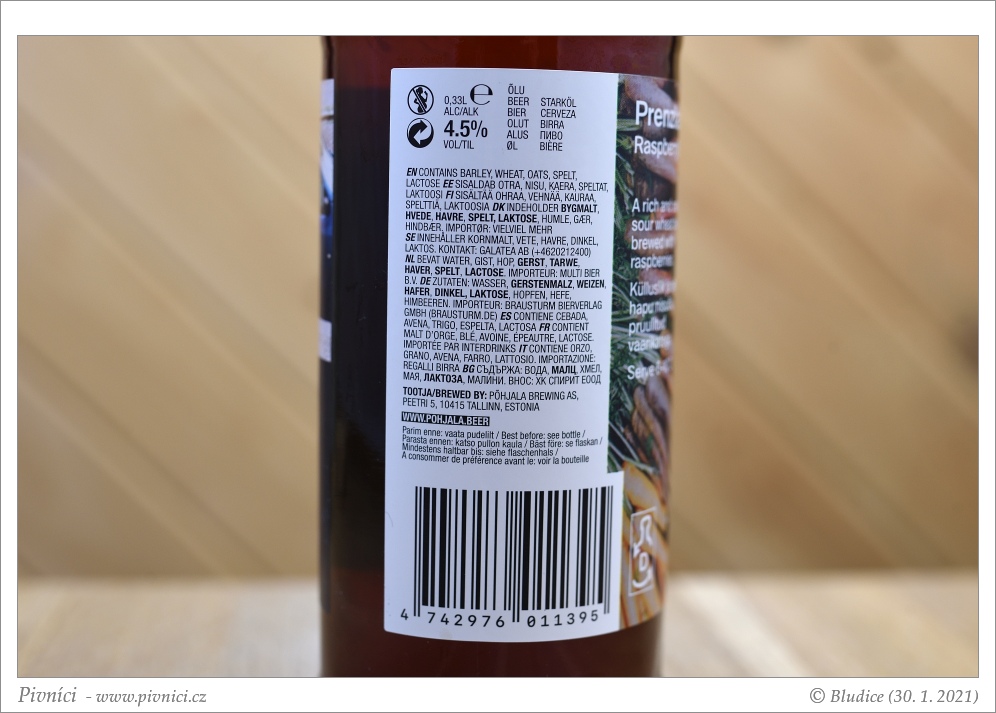 0,33L e
ALC/ALK
4.5%
VOL/TIL
ÕLU
BEER STARKÖL
BIER CERVEZA
OLUT BIRRA
ALUS ПИВО
ØL BIÈRE
EN CONTAINS BARLEY, WHEAT, OATS, SPELT,
LACTOSE EE SISALDAB OTRA, NISU, KAERA, SPELTAT,
LAKTOOSI FI SISÄLTÄÄ OHRAA, VEHNÄÄ, KAURAA,
SPELTTIÄ, LAKTOOSIA DK INDEHOLDER BYGMALT,
HVEDE, HAVRE, SPELT, LAKTOSE, HUMLE, GÆR,
HINDBÆR, IMPORTØR: VIELVIEL MEHR
SE INNEHÅLLER KORNMALT, VETE, HAVRE, DINKEL,
LAKTOS. KONTAKT: GALATEA AB (+4620212400)
NL BEVAT WATER, GIST, HOP, GERST, TARWE,
HAVER, SPELT, LACTOSE. IMPORTEUR: MULTI BIER
B.V. DE ZUTATEN: WASSER, GERSTENMALZ, WEIZEN,
HAFER, DINKEL, LAKTOSE, HOPFEN, HEFE,
HIMBEEREN. IMPORTEUR: BRAUSTURM BIERVERLAG
GMBH (BRAUSTURM.DE) ES CONTIENE CEBADA,
AVENA, TRIGO, ESPELTA, LACTOSA FR CONTIENT
MALT D'ORGE, BLÉ, AVOINE, ÉPEAUTRE, LACTOSE.
IMPORTÉE PAR INTERDRINKS IT CONTIENE ORZO,
GRANO, AVENA, FARRO, LATTOSIO. IMPORTAZIONE:
REGALLI BIRRA BG СЪДЪРЖА: ВОДА, МАЛЦ, ХМЕЛ,
МАЯ, ЛАКТОЗА, МАЛИНИ. ВНОС: ХК СПИРИТ ЕООД
TOOTJA/BREWED BY: PÕHJALA BREWING AS,
PEETRI 5, 10415 TALLINN, ESTONIA
WWW.POHJALA.BEER
Parim enne: vaata pudelilt / Best before: see bottle /
Parasta ennen: katso pullon kaula / Bäst före: se flaskan /
Mindestens haltbar bis: siehe flaschenhals /
A consommer de préférence avant le: voir la bouteille
4 742976 011395
Prenz
Raspber
A rich and
sour
brewed with
raspberrie
Serve
Pivníci - www.pivnici.cz
© Bludice (30. 1. 2021)